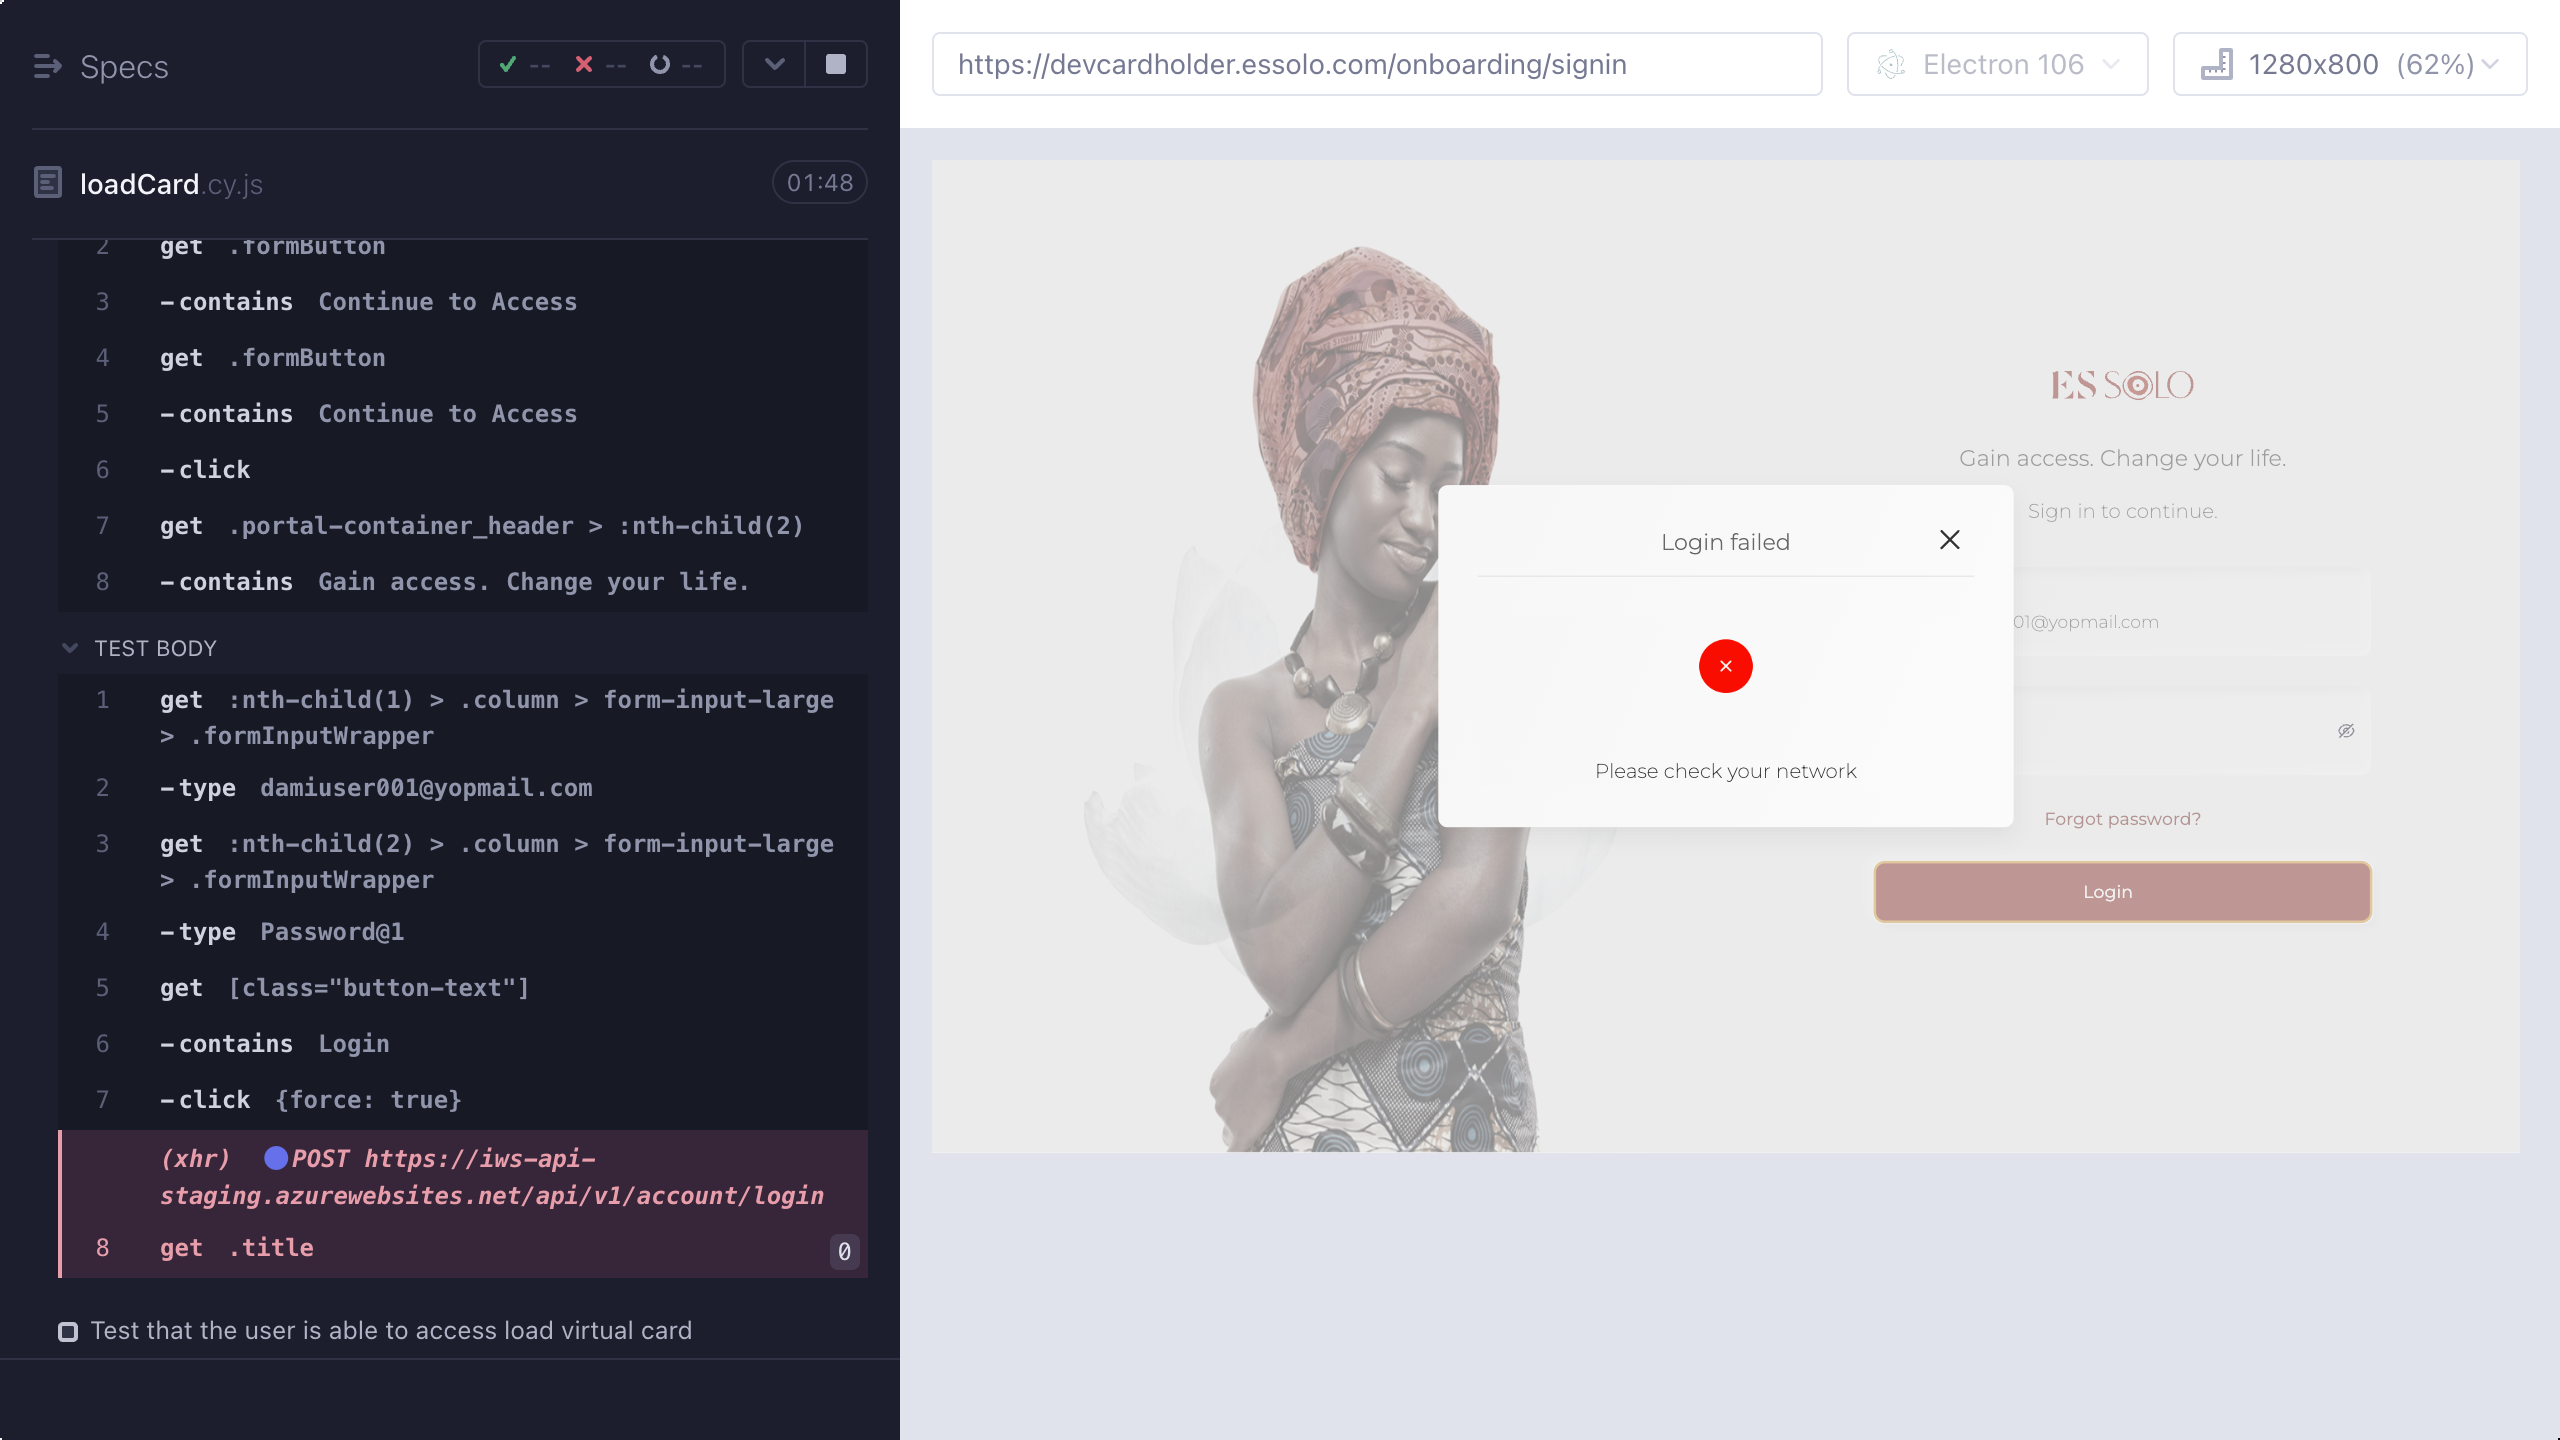 Specs
-- -- --
loadCard.cy.js 01:48
2 get .formButton
3 -contains Continue to Access
4 get .formButton
5 -contains Continue to Access
6 -click
7 get .portal-container_header > :nth-child(2)
8 -contains Gain access. Change your life.
TEST BODY
1 get :nth-child(1) > .column > form-input-large
> .formInputWrapper
2 -type damiuser001@yopmail.com
3 get :nth-child(2) > .column > form-input-large
> .formInputWrapper
4 -type Password@1
5 get [class="button-text"]
6 -contains Login
7 -click {force: true}
(xhr) POST https://iws-api-
staging.azurewebsites.net/api/v1/account/login
8 get .title 0
Test that the user is able to access load virtual card
https://devcardholder.essolo.com/onboarding/signin
Electron 106
1280x800 (62%)
ES SOLO
Gain access. Change your life.
Sign in to continue.
01@yopmail.com
Forgot password?
Login
Login failed
Please check your network